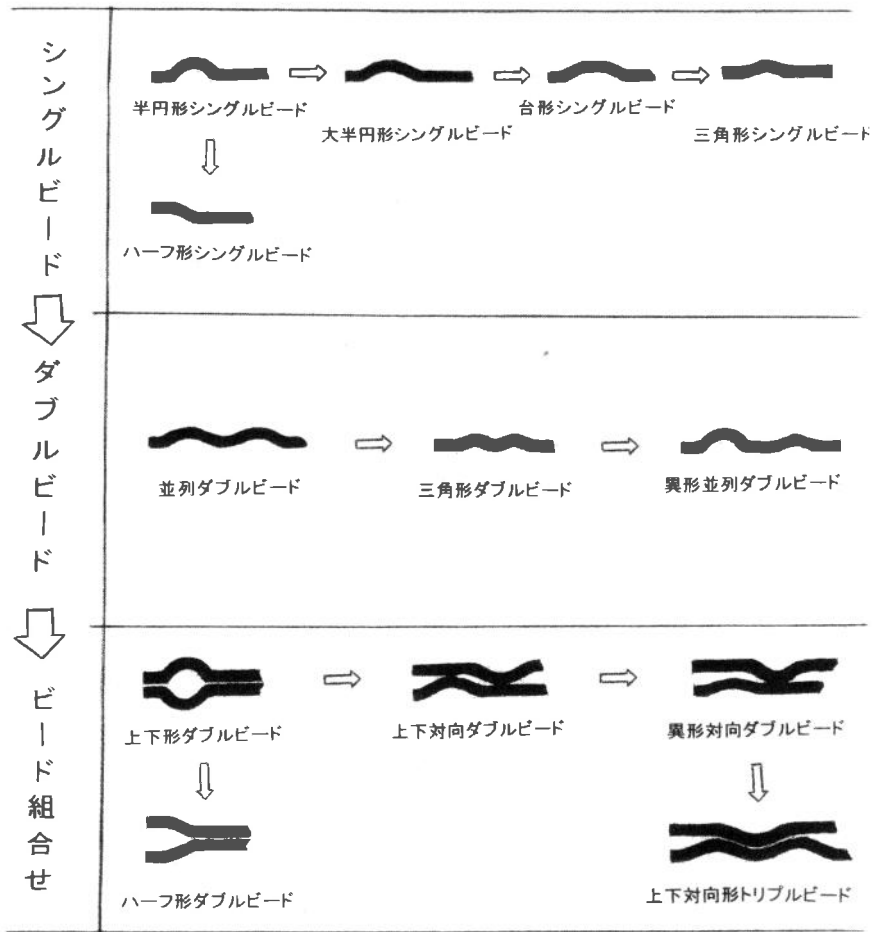 シングルビード
半円形シングルビード
大半円形シングルビード
台形シングルビード
三角形シングルビード
ハーフ形シングルビード
ダブルビード
並列ダブルビード
三角形ダブルビード
異形並列ダブルビード
ビード組合せ
上下形ダブルビード
上下対向ダブルビード
異形対向ダブルビード
ハーフ形ダブルビード
上下対向形トリプルビード